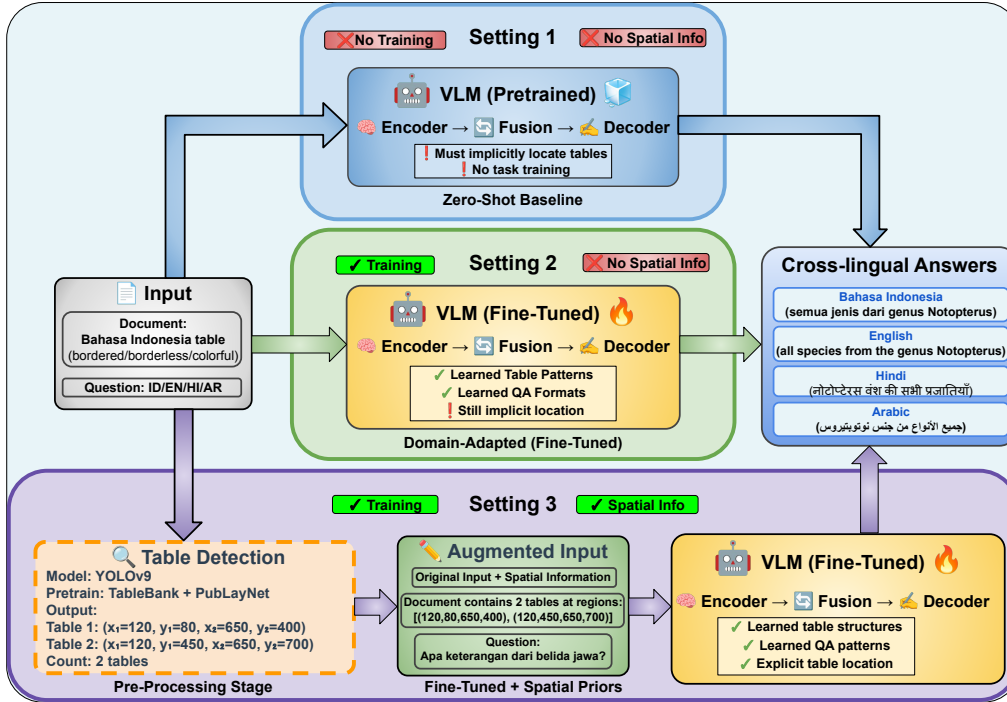 ❌No Training
Setting 1
❌No Spatial Info
VLM (Pretrained)
Encoder → Fusion → Decoder
❗Must implicitly locate tables
❗No task training
Zero-Shot Baseline
✓ Training
Setting 2
❌No Spatial Info
VLM (Fine-Tuned)
Encoder → Fusion → Decoder
✓ Learned Table Patterns
✓ Learned QA Formats
❗Still implicit location
Domain-Adapted (Fine-Tuned)
Input
Document:
Bahasa Indonesia table
(bordered/borderless/colorful)
Question: ID/EN/HI/AR
Cross-lingual Answers
Bahasa Indonesia
(semua jenis dari genus Notopterus)
English
(all species from the genus Notopterus)
Hindi
(नोटोप्टेरस वंश की सभी प्रजातियाँ)
Arabic
(جميع الأنواع من جنس نوتوبتيروس)
✓ Training
Setting 3
✓ Spatial Info
Table Detection
Model: YOLOv9
Pretrain: TableBank + PubLayNet
Output:
Table 1: (x₁=120, y₁=80, x₂=650, y₂=400)
Table 2: (x₁=120, y₁=450, x₂=650, y₂=700)
Count: 2 tables
Pre-Processing Stage
Augmented Input
Original Input + Spatial Information
Document contains 2 tables at regions:
[(120,80,650,400), (120,450,650,700)]
Question:
Apa keterangan dari belida jawa?
Fine-Tuned + Spatial Priors
VLM (Fine-Tuned)
Encoder → Fusion → Decoder
✓ Learned table structures
✓ Learned QA patterns
✓ Explicit table location